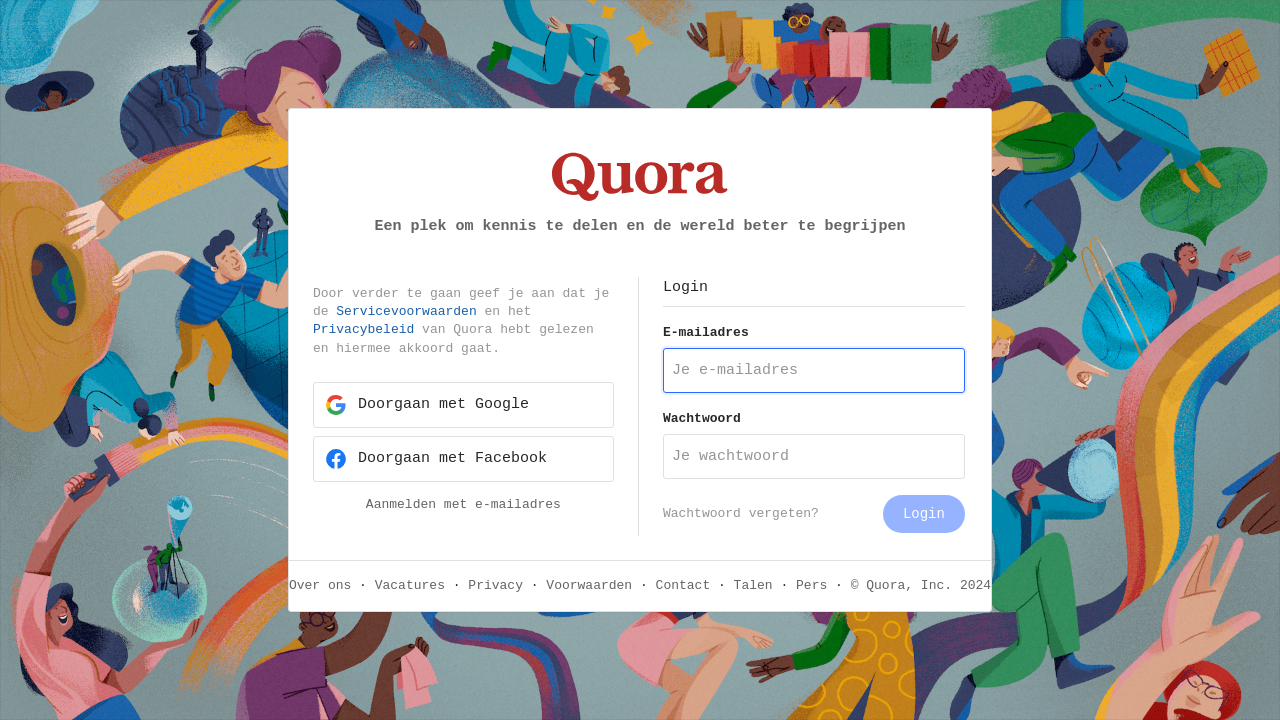 Quora
Een plek om kennis te delen en de wereld beter te begrijpen
Door verder te gaan geef je aan dat je
de Servicevoorwaarden en het
Privacybeleid van Quora hebt gelezen
en hiermee akkoord gaat.
Doorgaan met Google
Doorgaan met Facebook
Aanmelden met e-mailadres
Login
E-mailadres
Je e-mailadres
Wachtwoord
Je wachtwoord
Wachtwoord vergeten?
Login
Over ons · Vacatures · Privacy · Voorwaarden · Contact · Talen · Pers · © Quora, Inc. 2024